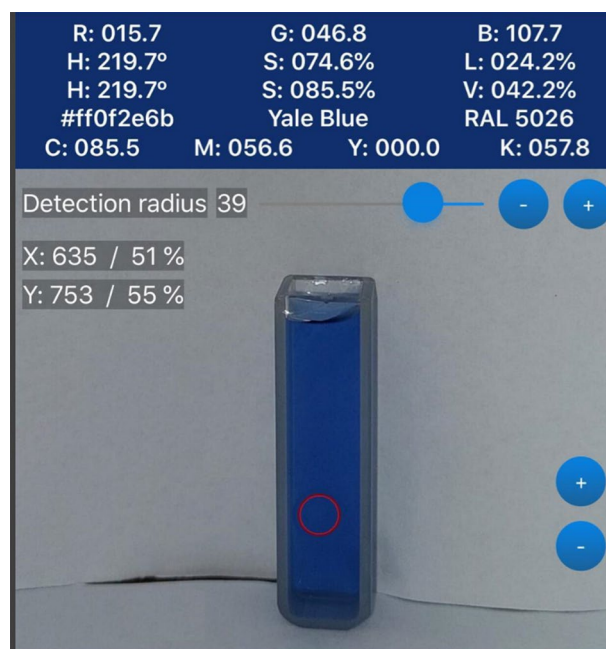 R: 015.7 G: 046.8 B: 107.7
H: 219.7º S: 074.6% L: 024.2%
H: 219.7º S: 085.5% V: 042.2%
#ff0f2e6b Yale Blue RAL 5026
C: 085.5 M: 056.6 Y: 000.0 K: 057.8
Detection radius 39 - +
X: 635 / 51 %
Y: 753 / 55 %
+
-